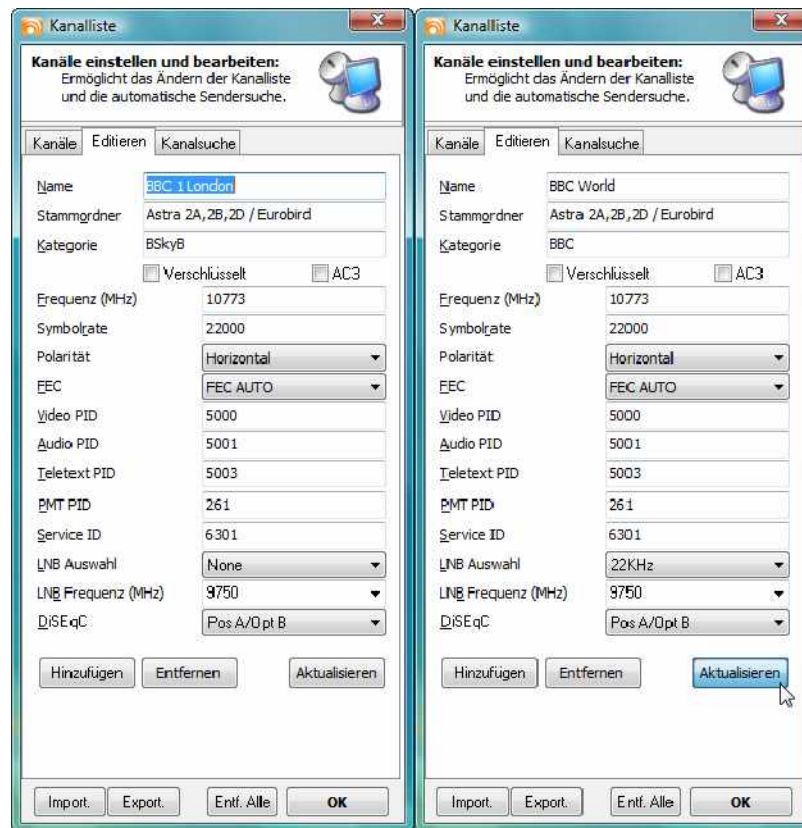 Kanalliste
Kanäle einstellen und bearbeiten:
Ermöglicht das Ändern der Kanalliste
und die automatische Sendersuche.
Kanäle Editieren Kanalsuche
Name BBC 1 London
Stammordner Astra 2A,2B,2D / Eurobird
Kategorie BSkyB
Verschlüsselt AC3
Frequenz (MHz) 10773
Symbolrate 22000
Polarität Horizontal
FEC FEC AUTO
Video PID 5000
Audio PID 5001
Teletext PID 5003
PMT PID 261
Service ID 6301
LNB Auswahl None
LNB Frequenz (MHz) 9750
DiSEqC Pos A/Opt B
Hinzufügen Entfernen Aktualisieren
Import. Export. Entf. Alle OK
Kanalliste
Kanäle einstellen und bearbeiten:
Ermöglicht das Ändern der Kanalliste
und die automatische Sendersuche.
Kanäle Editieren Kanalsuche
Name BBC World
Stammordner Astra 2A,2B,2D / Eurobird
Kategorie BBC
Verschlüsselt AC3
Frequenz (MHz) 10773
Symbolrate 22000
Polarität Horizontal
FEC FEC AUTO
Video PID 5000
Audio PID 5001
Teletext PID 5003
PMT PID 261
Service ID 6301
LNB Auswahl 22KHz
LNB Frequenz (MHz) 9750
DiSEqC Pos A/Opt B
Hinzufügen Entfernen Aktualisieren
Import. Export. Entf. Alle OK